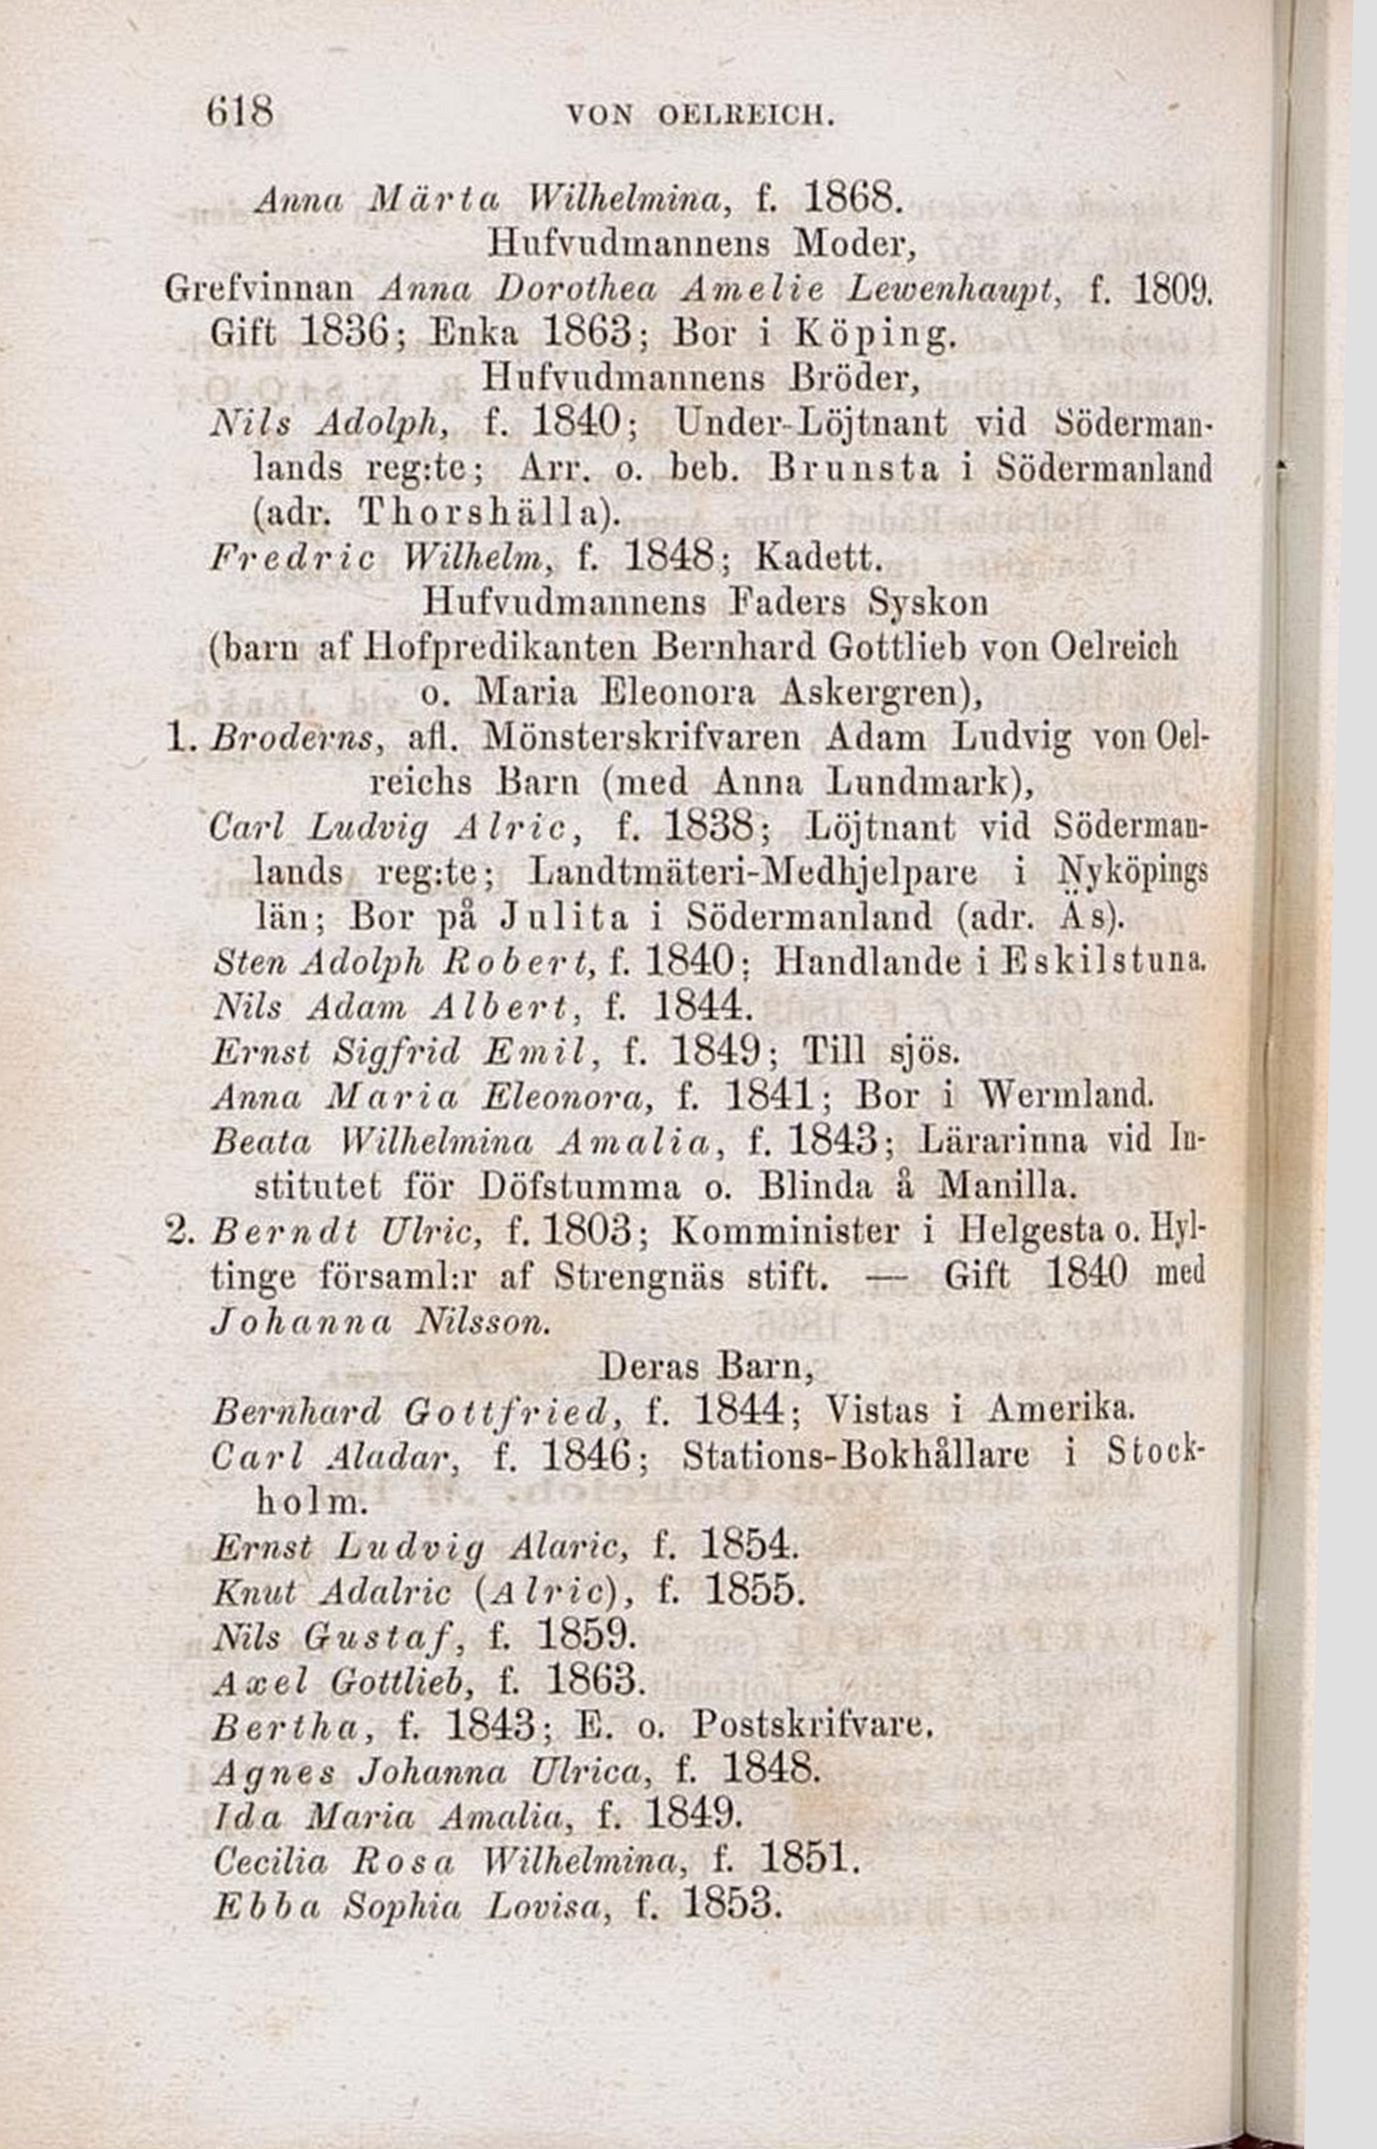 618 VON OELREICH.
Anna Märta Wilhelmina, f. 1868.
Hufvudmannens Moder,
Grefvinnan Anna Dorothea Amelie Lewenhaupt, f. 1809.
Gift 1836; Enka 1863; Bor i Köping.
Hufvudmannens Bröder,
Nils Adolph, f. 1840; Under-Löjtnant vid Söderman-
lands reg:te; Arr. o. beb. Brunsta i Södermanland
(adr. Thorshälla).
Fredric Wilhelm, f. 1848; Kadett.
Hufvudmannens Faders Syskon
(barn af Hofpredikanten Bernhard Gottlieb von Oelreich
o. Maria Eleonora Askergren),
1. Broderns, afl. Mönsterskrifvaren Adam Ludvig von Oel-
reichs Barn (med Anna Lundmark),
Carl Ludvig Alric, f. 1838; Löjtnant vid Söderman-
lands reg:te; Landtmäteri-Medhjelpare i Nyköpings
län; Bor på Julita i Södermanland (adr. Äs).
Sten Adolph Robert, f. 1840; Handlande i Eskilstuna.
Nils Adam Albert, f. 1844.
Ernst Sigfrid Emil, f. 1849; Till sjös.
Anna Maria Eleonora, f. 1841; Bor i Wermland.
Beata Wilhelmina Amalia, f. 1843; Lärarinna vid In-
stitutet för Döfstumma o. Blinda å Manilla.
2. Berndt Ulric, f. 1803; Komminister i Helgesta o. Hyl-
tinge församl:r af Strengnäs stift. — Gift 1840 med
Johanna Nilsson.
Deras Barn,
Bernhard Gottfried, f. 1844; Vistas i Amerika.
Carl Aladar, f. 1846; Stations-Bokhållare i Stock-
holm.
Ernst Ludvig Alaric, f. 1854.
Knut Adalric (Alric), f. 1855.
Nils Gustaf, f. 1859.
Axel Gottlieb, f. 1863.
Bertha, f. 1843; E. o. Postskrifvare.
Agnes Johanna Ulrica, f. 1848.
Ida Maria Amalia, f. 1849.
Cecilia Rosa Wilhelmina, f. 1851.
Ebba Sophia Lovisa, f. 1853.